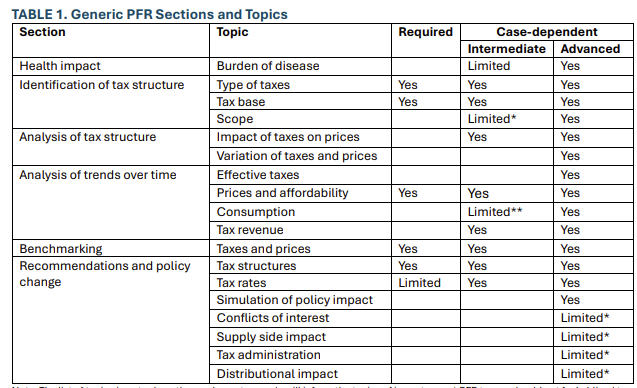 TABLE 1. Generic PFR Sections and Topics
Section Topic Required Case-dependent
Intermediate Advanced
Health impact Burden of disease Limited Yes
Identification of tax structure Type of taxes Yes Yes Yes
Tax base Yes Yes Yes
Scope Limited* Yes
Analysis of tax structure Impact of taxes on prices Yes Yes
Variation of taxes and prices Yes
Analysis of trends over time Effective taxes Yes
Prices and affordability Yes Yes Yes
Consumption Limited** Yes
Tax revenue Yes Yes
Benchmarking Taxes and prices Yes Yes Yes
Recommendations and policy Tax structures Yes Yes Yes
change Tax rates Limited Yes Yes
Simulation of policy impact Yes
Conflicts of interest Limited*
Supply side impact Limited*
Tax administration Limited*
Distributional impact Limited*